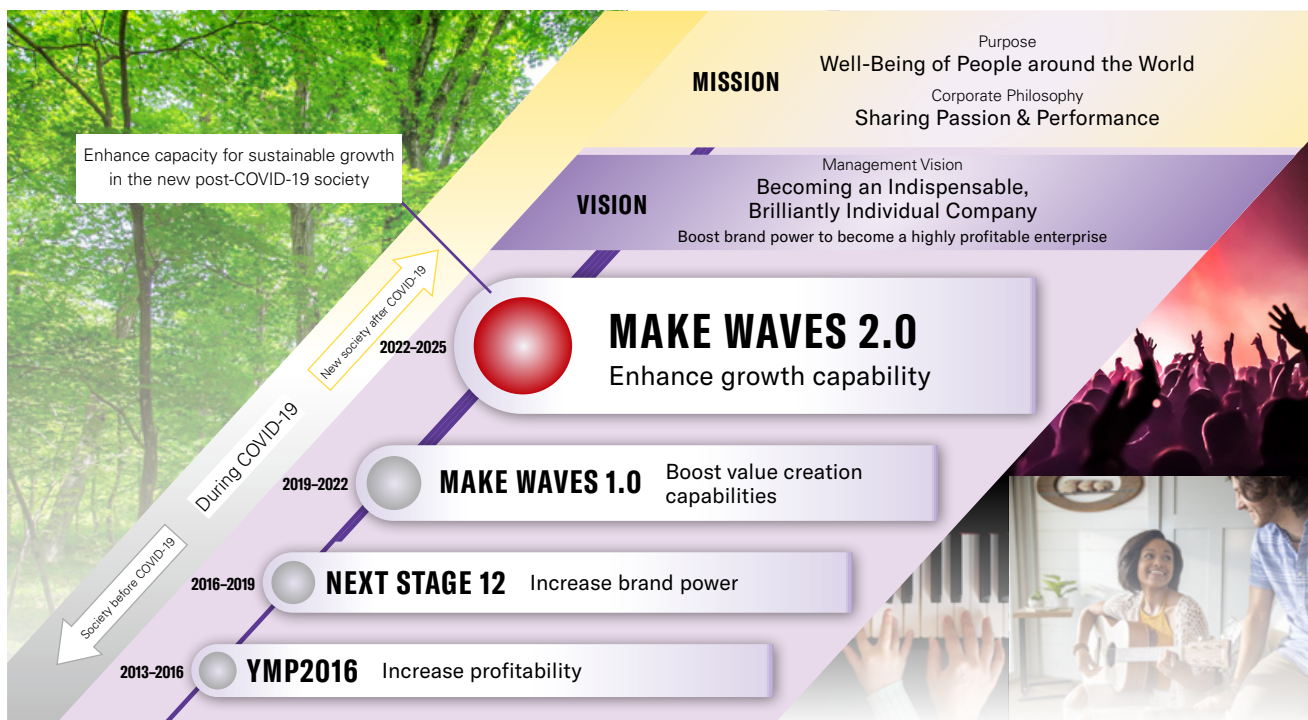 Purpose
MISSION
Well-Being of People around the World
Corporate Philosophy
Sharing Passion & Performance
Enhance capacity for sustainable growth
in the new post-COVID-19 society
Management Vision
VISION
Becoming an Indispensable,
Brilliantly Individual Company
Boost brand power to become a highly profitable enterprise
New society after COVID-19
2022–2025
MAKE WAVES 2.0
Enhance growth capability
During COVID-19
2019–2022
MAKE WAVES 1.0
Boost value creation
capabilities
Society before COVID-19
2016–2019
NEXT STAGE 12
Increase brand power
2013–2016
YMP2016
Increase profitability